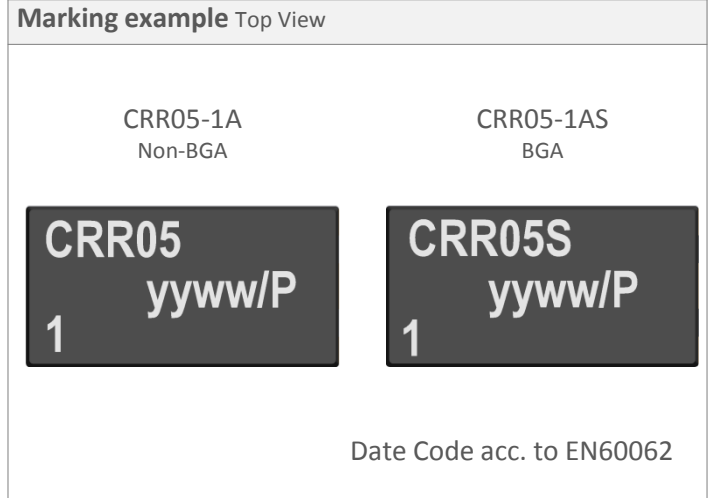 Marking example Top View
CRR05-1A
Non-BGA
CRR05
yyww/P
1
CRR05-1AS
BGA
CRR05S
yyww/P
1
Date Code acc. to EN60062